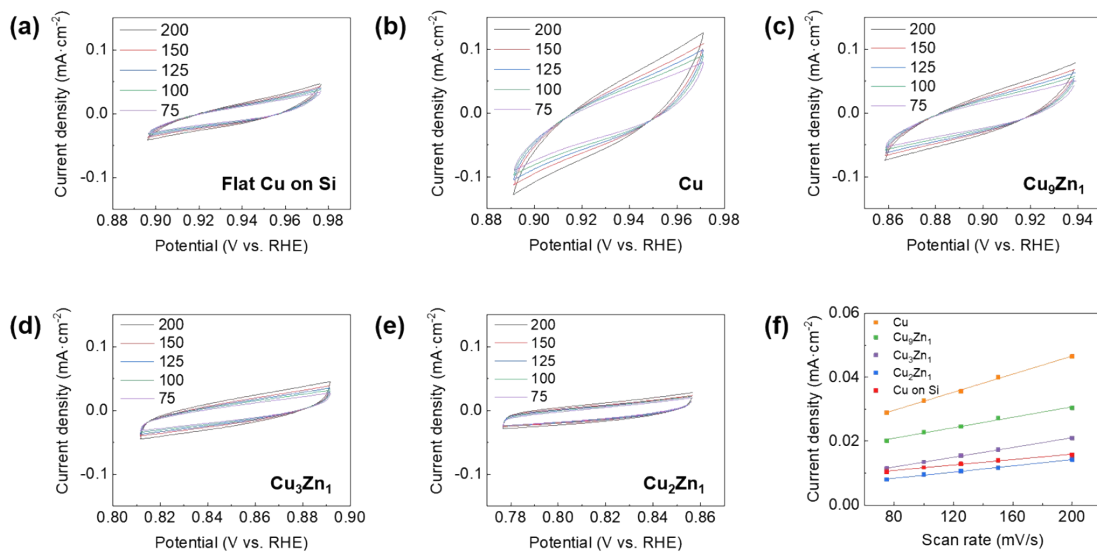 (a)
Current density (mA·cm⁻²)
0.1
0.0
-0.1
200
150
125
100
75
Flat Cu on Si
0.88 0.90 0.92 0.94 0.96 0.98
Potential (V vs. RHE)
(b)
Current density (mA·cm⁻²)
0.1
0.0
-0.1
200
150
125
100
75
Cu
0.88 0.90 0.92 0.94 0.96 0.98
Potential (V vs. RHE)
(c)
Current density (mA·cm⁻²)
0.1
0.0
-0.1
200
150
125
100
75
Cu₉Zn₁
0.86 0.88 0.90 0.92 0.94
Potential (V vs. RHE)
(d)
Current density (mA·cm⁻²)
0.1
0.0
-0.1
200
150
125
100
75
Cu₃Zn₁
0.80 0.82 0.84 0.86 0.88 0.90
Potential (V vs. RHE)
(e)
Current density (mA·cm⁻²)
0.1
0.0
-0.1
200
150
125
100
75
Cu₂Zn₁
0.78 0.80 0.82 0.84 0.86
Potential (V vs. RHE)
(f)
Current density (mA·cm⁻²)
0.06
0.04
0.02
0.00
Cu
Cu₉Zn₁
Cu₃Zn₁
Cu₂Zn₁
Cu on Si
80 120 160 200
Scan rate (mV/s)